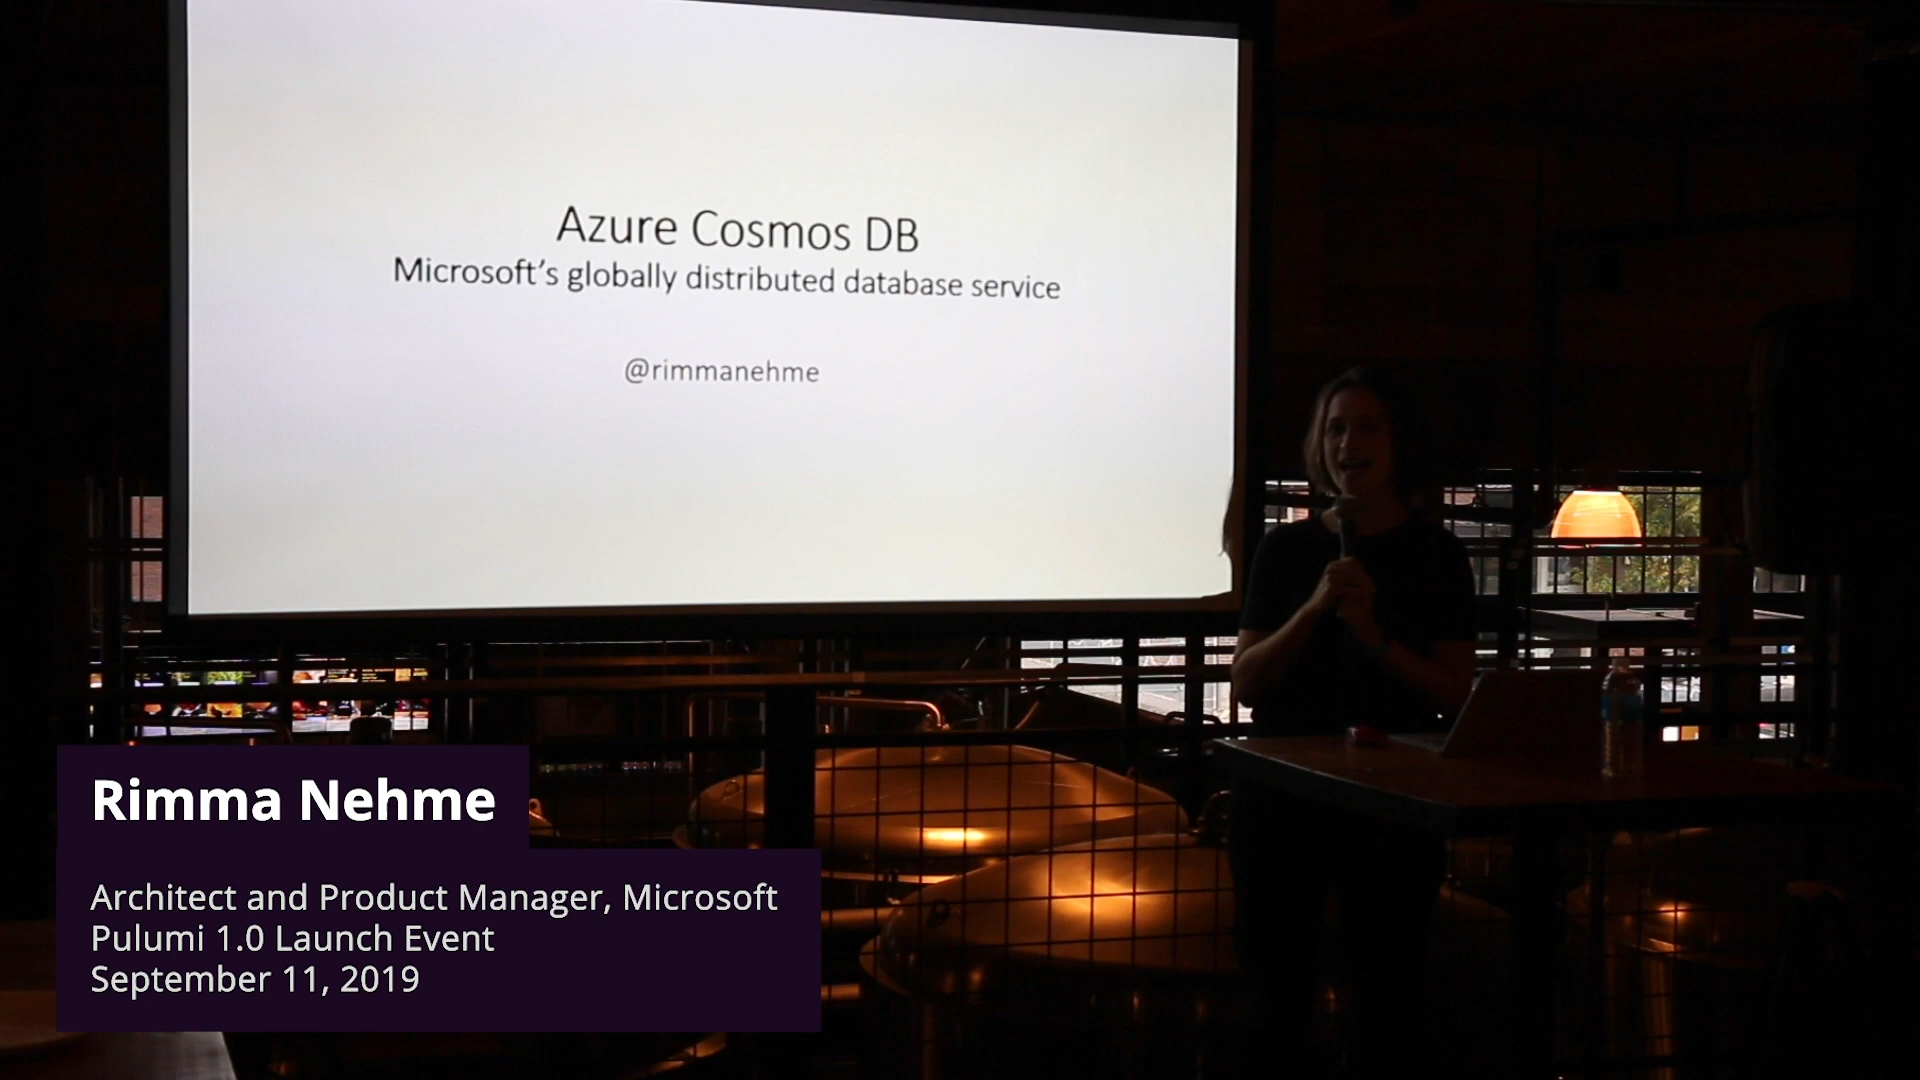 Azure Cosmos DB
Microsoft's globally distributed database service
@rimmanehme
Rimma Nehme
Architect and Product Manager, Microsoft
Pulumi 1.0 Launch Event
September 11, 2019